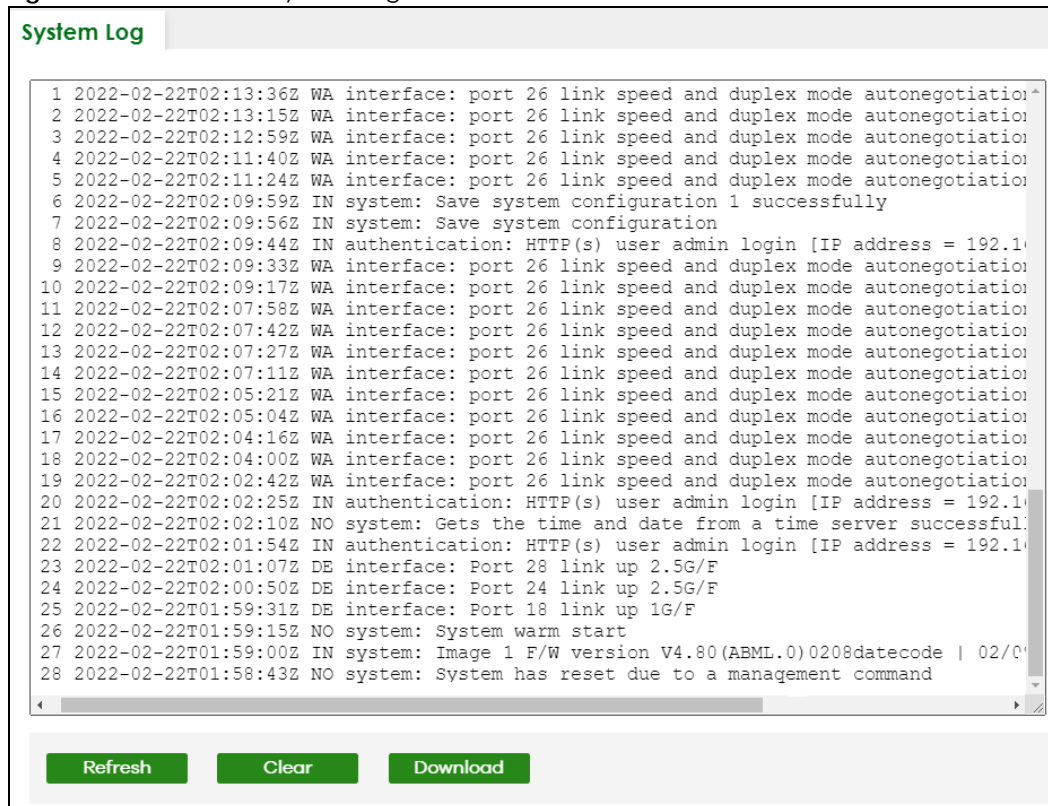 System Log
1 2022-02-22T02:13:36Z WA interface: port 26 link speed and duplex mode autonegotiation
2 2022-02-22T02:13:15Z WA interface: port 26 link speed and duplex mode autonegotiation
3 2022-02-22T02:12:59Z WA interface: port 26 link speed and duplex mode autonegotiation
4 2022-02-22T02:11:40Z WA interface: port 26 link speed and duplex mode autonegotiation
5 2022-02-22T02:11:24Z WA interface: port 26 link speed and duplex mode autonegotiation
6 2022-02-22T02:09:59Z IN system: Save system configuration 1 successfully
7 2022-02-22T02:09:56Z IN system: Save system configuration
8 2022-02-22T02:09:44Z IN authentication: HTTP(s) user admin login [IP address = 192.1
9 2022-02-22T02:09:33Z WA interface: port 26 link speed and duplex mode autonegotiation
10 2022-02-22T02:09:17Z WA interface: port 26 link speed and duplex mode autonegotiation
11 2022-02-22T02:07:58Z WA interface: port 26 link speed and duplex mode autonegotiation
12 2022-02-22T02:07:42Z WA interface: port 26 link speed and duplex mode autonegotiation
13 2022-02-22T02:07:27Z WA interface: port 26 link speed and duplex mode autonegotiation
14 2022-02-22T02:07:11Z WA interface: port 26 link speed and duplex mode autonegotiation
15 2022-02-22T02:05:21Z WA interface: port 26 link speed and duplex mode autonegotiation
16 2022-02-22T02:05:04Z WA interface: port 26 link speed and duplex mode autonegotiation
17 2022-02-22T02:04:16Z WA interface: port 26 link speed and duplex mode autonegotiation
18 2022-02-22T02:04:00Z WA interface: port 26 link speed and duplex mode autonegotiation
19 2022-02-22T02:02:42Z WA interface: port 26 link speed and duplex mode autonegotiation
20 2022-02-22T02:02:25Z IN authentication: HTTP(s) user admin login [IP address = 192.1
21 2022-02-22T02:02:10Z NO system: Gets the time and date from a time server successful
22 2022-02-22T02:01:54Z IN authentication: HTTP(s) user admin login [IP address = 192.1
23 2022-02-22T02:01:07Z DE interface: Port 28 link up 2.5G/F
24 2022-02-22T02:00:50Z DE interface: Port 24 link up 2.5G/F
25 2022-02-22T01:59:31Z DE interface: Port 18 link up 1G/F
26 2022-02-22T01:59:15Z NO system: System warm start
27 2022-02-22T01:59:00Z IN system: Image 1 F/W version V4.80(ABML.0)0208datecode | 02/0
28 2022-02-22T01:58:43Z NO system: System has reset due to a management command
Refresh Clear Download